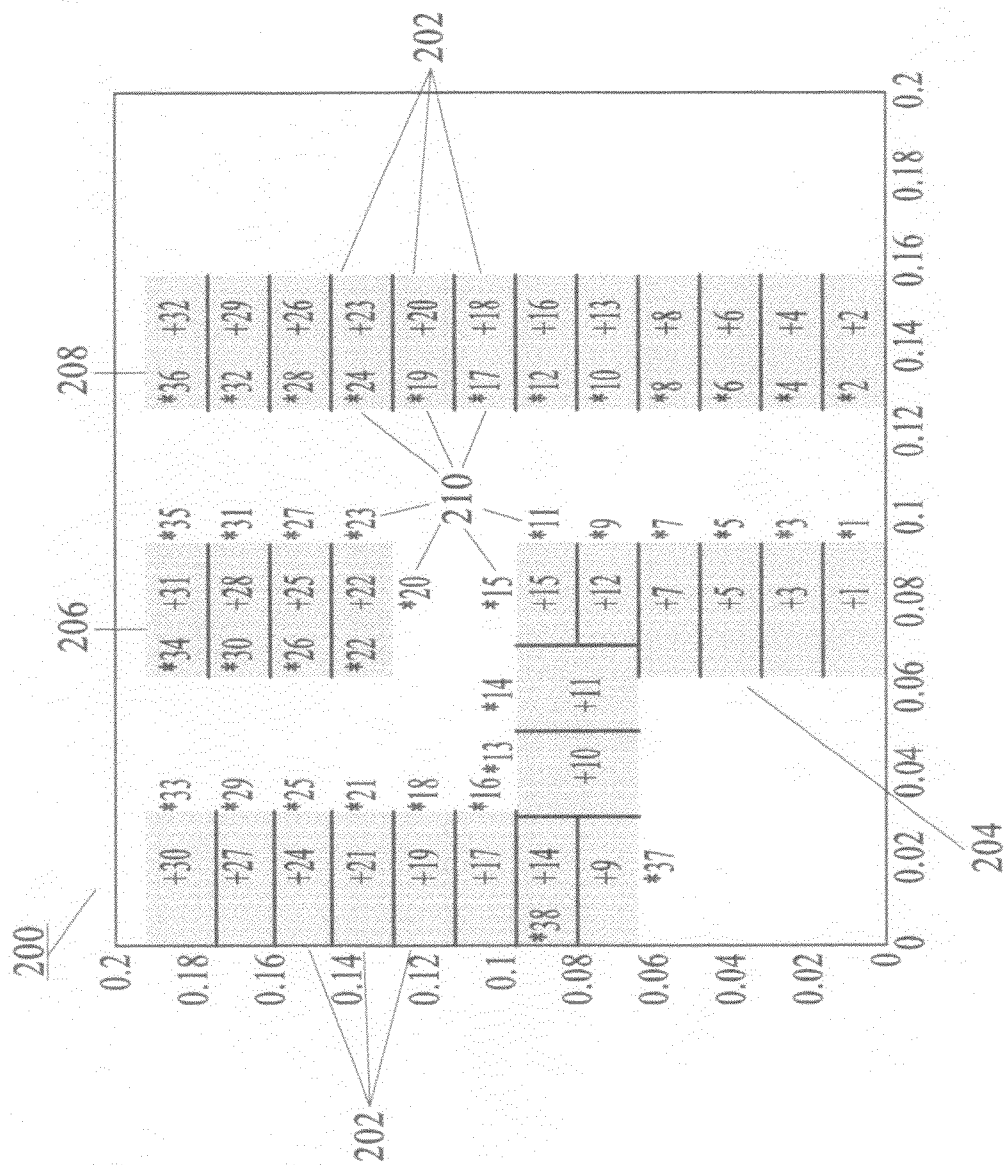 200
206 208
0.2
0.18 +30 *33 *34 +31 *35 *36 +32
+27 *29 *30 +28 *31 *32 +29
0.16 +24 *25 *26 +25 *27 *28 +26
0.14 +21 *21 *22 +22 *23 *24 +23
202 202
0.12 +19 *18 *20 *19 +20
210
0.1 +17 *16 *13 *14 *15 *17 +18
*38 +14 +15 *11 *12 +16
0.08 +9 +10 +11 +12 *9 *10 +13
0.06 *37 +7 *7 *8 +8
0.04 +5 *5 *6 +6
0.02 +3 *3 *4 +4
+1 *1 *2 +2
0
0 0.02 0.04 0.06 0.08 0.1 0.12 0.14 0.16 0.18 0.2
204